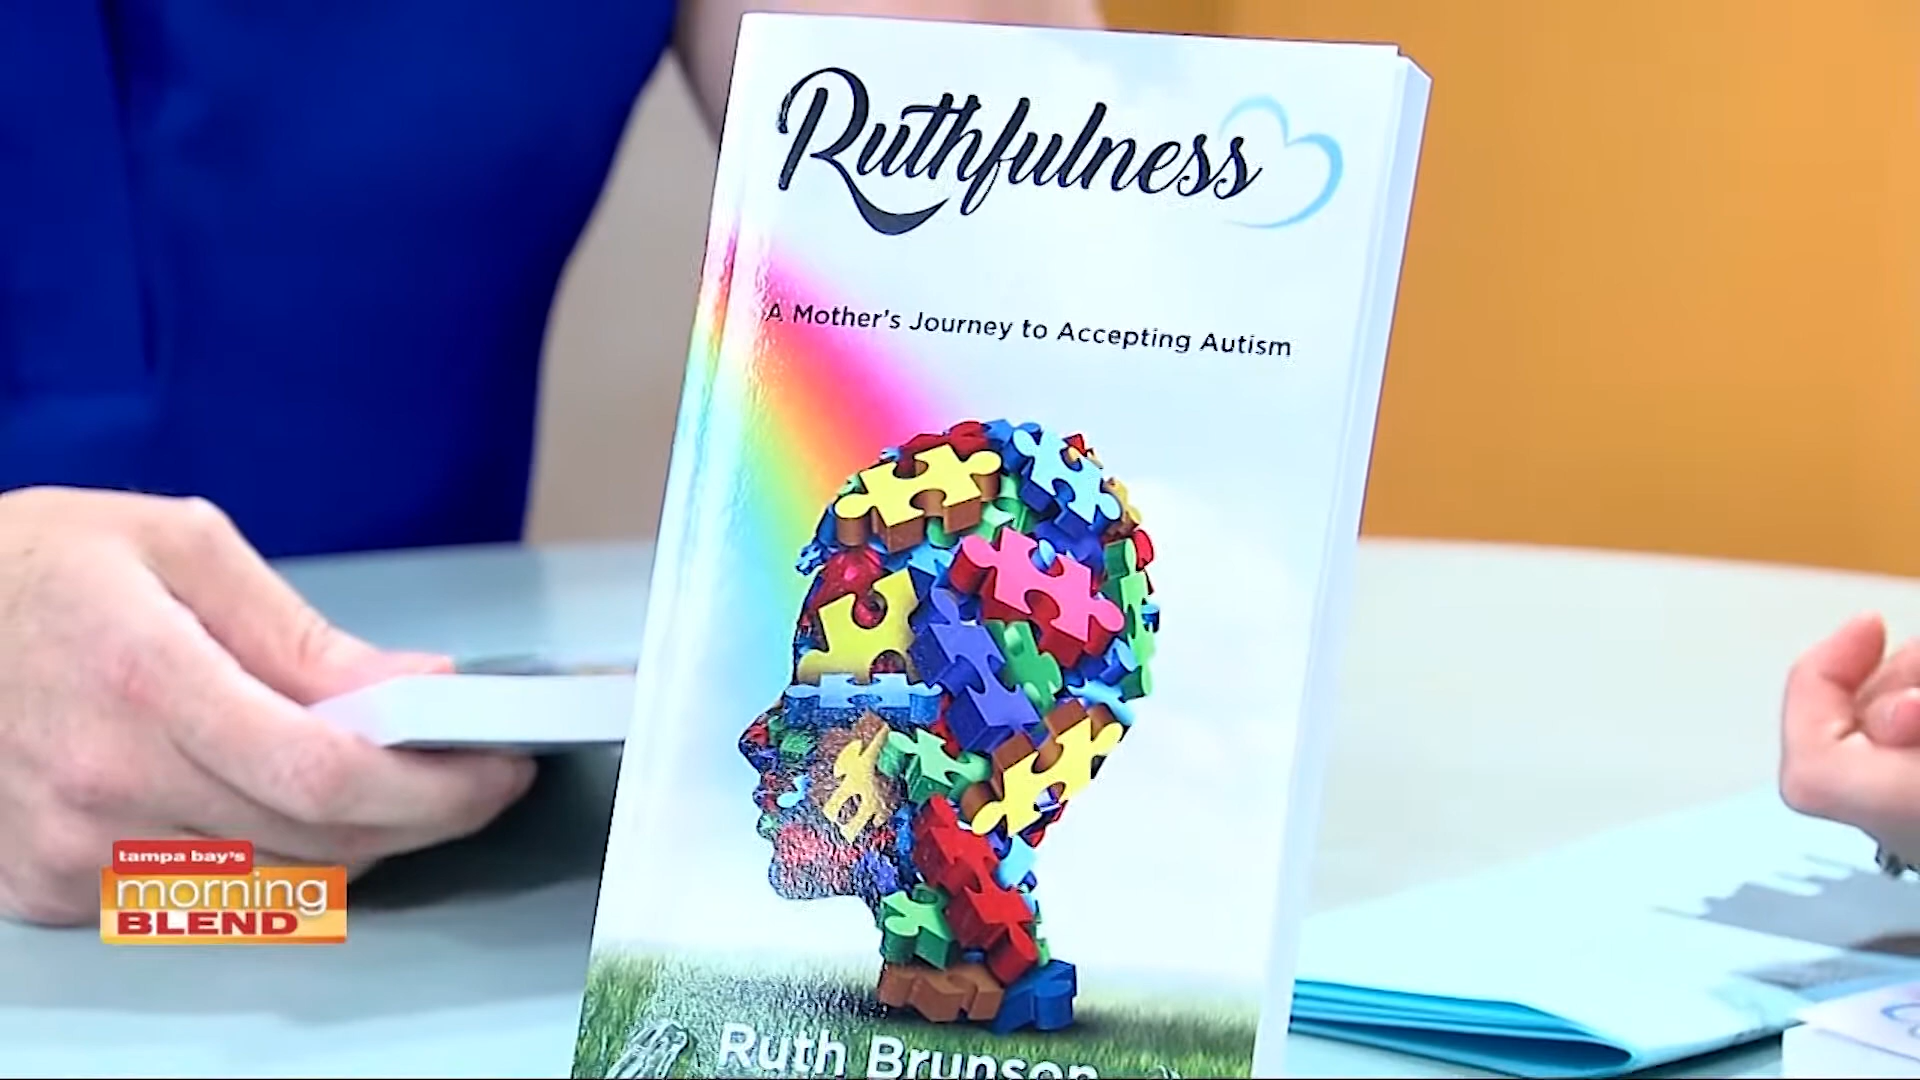 Ruthfulness
A Mother's Journey to Accepting Autism
Ruth Brunson
tampa bay's
morning
BLEND